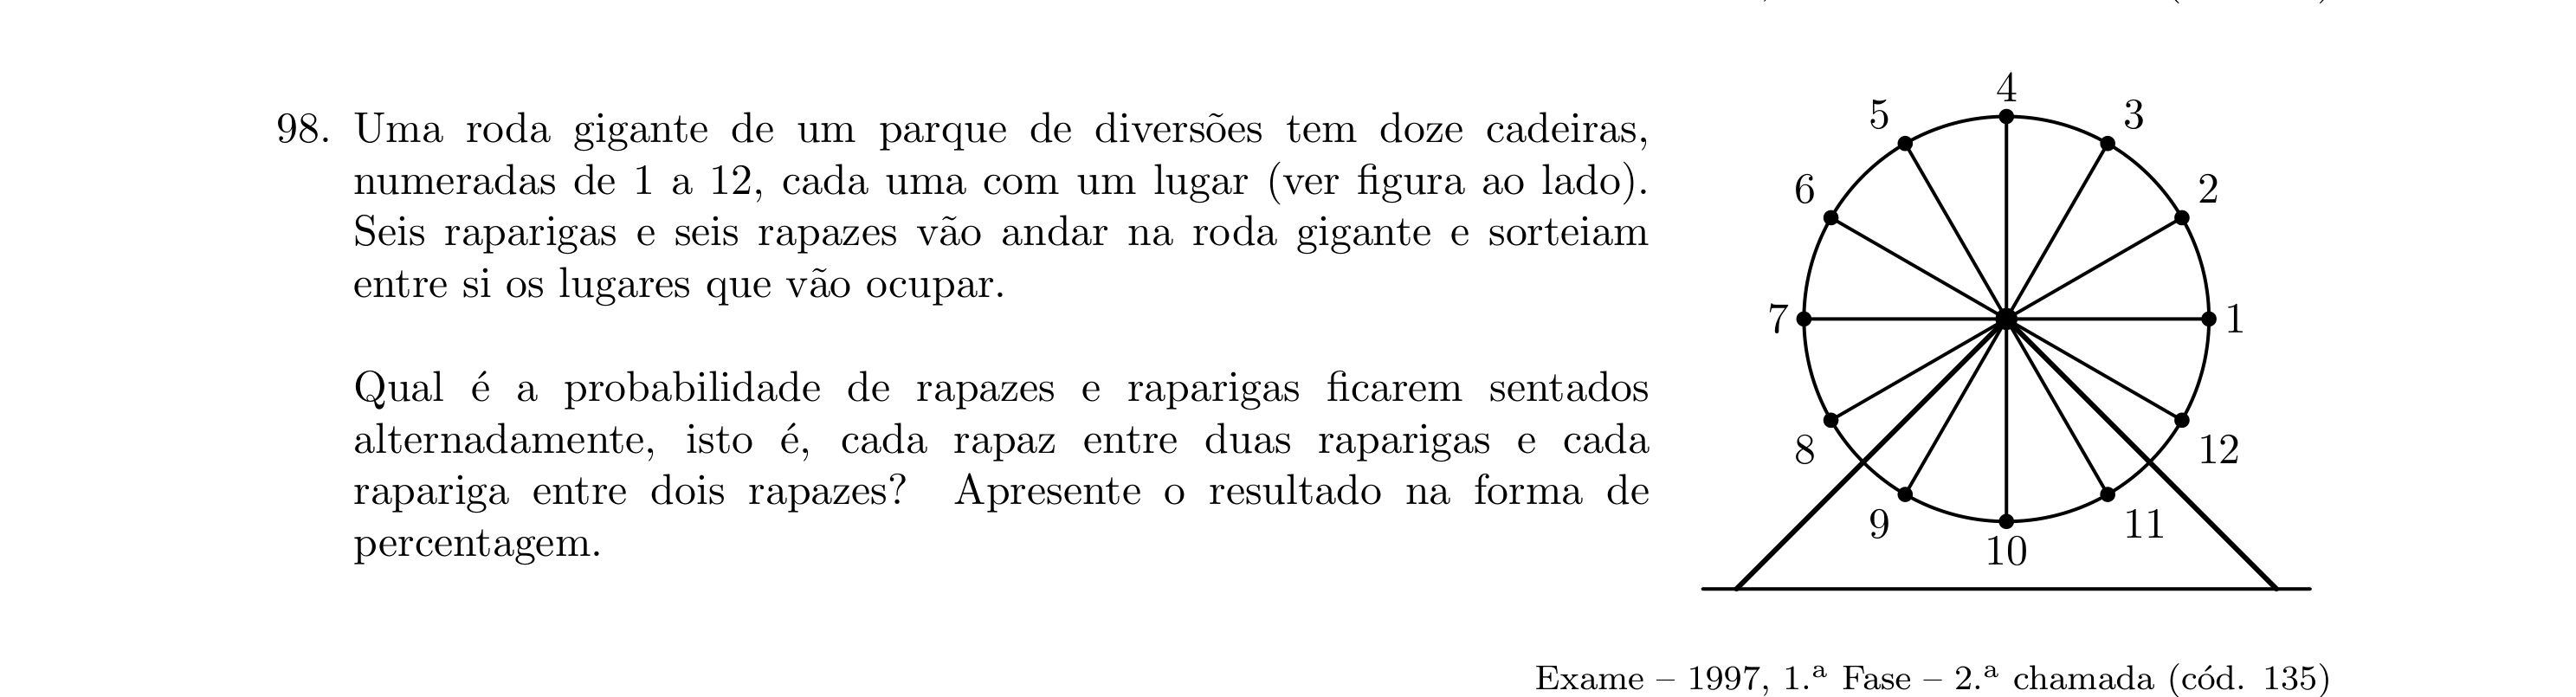 98. Uma roda gigante de um parque de diversões tem doze cadeiras,
numeradas de 1 a 12, cada uma com um lugar (ver figura ao lado).
Seis raparigas e seis rapazes vão andar na roda gigante e sorteiam
entre si os lugares que vão ocupar.
Qual é a probabilidade de rapazes e raparigas ficarem sentados
alternadamente, isto é, cada rapaz entre duas raparigas e cada
rapariga entre dois rapazes? Apresente o resultado na forma de
percentagem.
4
5
3
6
2
7
1
8
12
9
11
10
Exame – 1997, 1.ª Fase – 2.ª chamada (cód. 135)